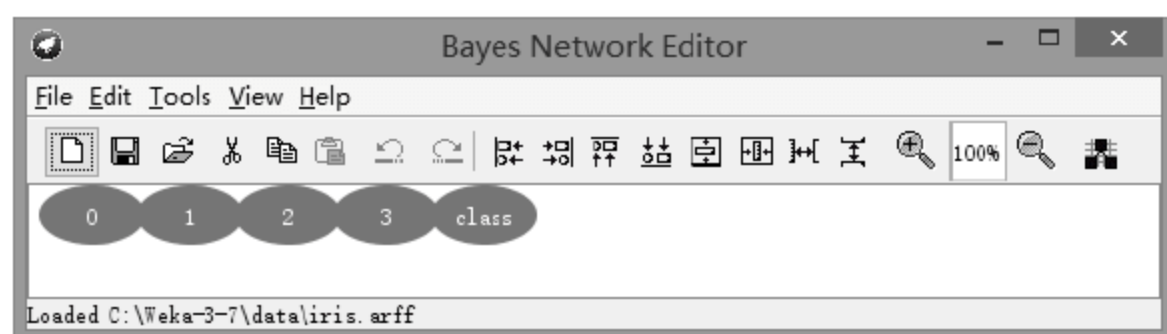 Bayes Network Editor
File Edit Tools View Help
100%
0 1 2 3 class
Loaded C:\Weka-3-7\data\iris.arff